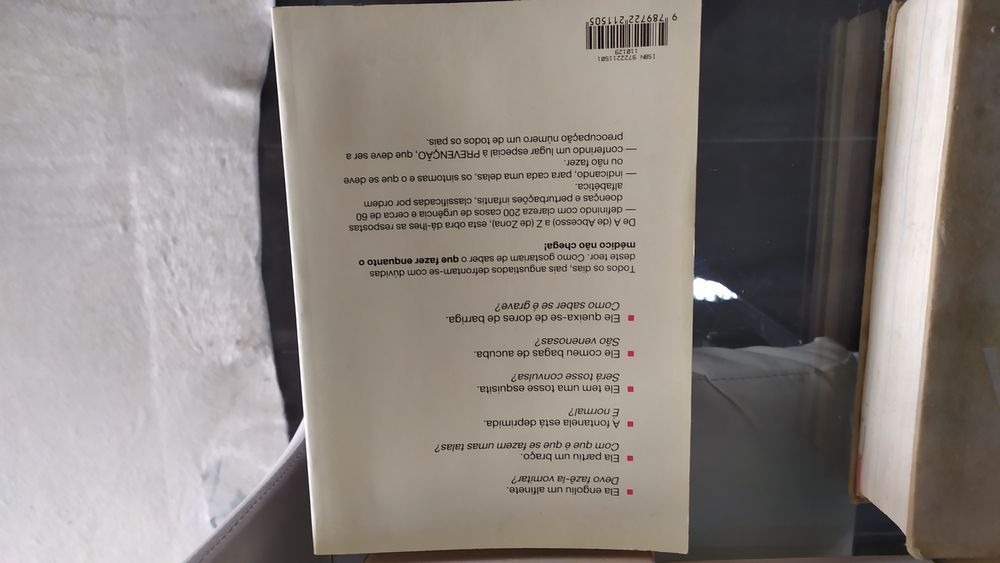 Ela engoliu um alfinete.
Devo fazê-la vomitar?
Ela partiu um braço.
Com que é que se fazem umas talas?
A fontanela está deprimida.
É normal?
Ele tem uma tosse esquisita.
Será tosse convulsa?
Ele comeu bagas de aucuba.
São venenosas?
Ele queixa-se de dores de barriga.
Como saber se é grave?
Todos os dias, pais angustiados defrontam-se com dúvidas
deste teor. Como gostariam de saber o que fazer enquanto o
médico não chega!
De A (de Abcesso) a Z (de Zona), esta obra dá-lhes as respostas
— definindo com clareza 200 casos de urgência e cerca de 60
doenças e perturbações infantis, classificadas por ordem
alfabética.
— indicando, para cada uma delas, os sintomas e o que se deve
ou não fazer.
— conferindo um lugar especial à PREVENÇÃO, que deve ser a
preocupação número um de todos os pais.
ISBN 9722211501
110129
9 789722 211505